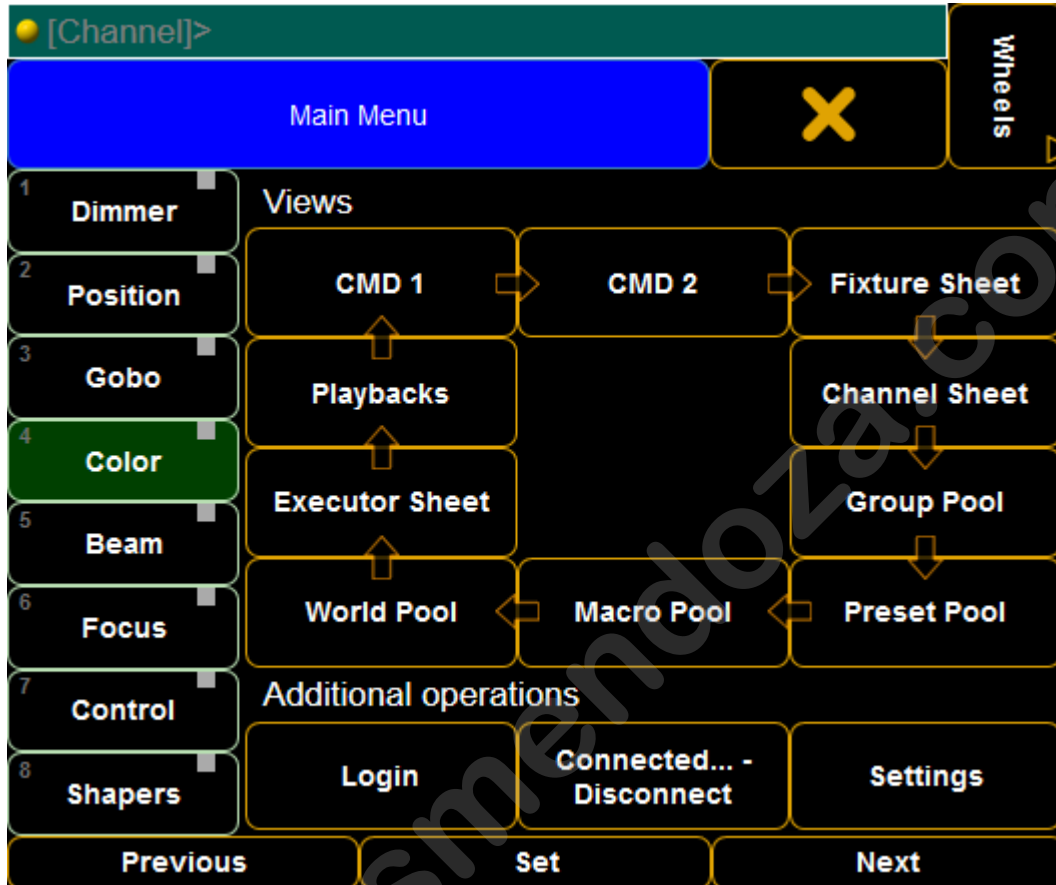 [Channel]>
Wheels
Main Menu
1
Dimmer
2
Position
3
Gobo
4
Color
5
Beam
6
Focus
7
Control
8
Shapers
Views
CMD 1
CMD 2
Fixture Sheet
Playbacks
Channel Sheet
Executor Sheet
Group Pool
World Pool
Macro Pool
Preset Pool
Additional operations
Login
Connected... -
Disconnect
Settings
Previous
Set
Next
smendoza.co